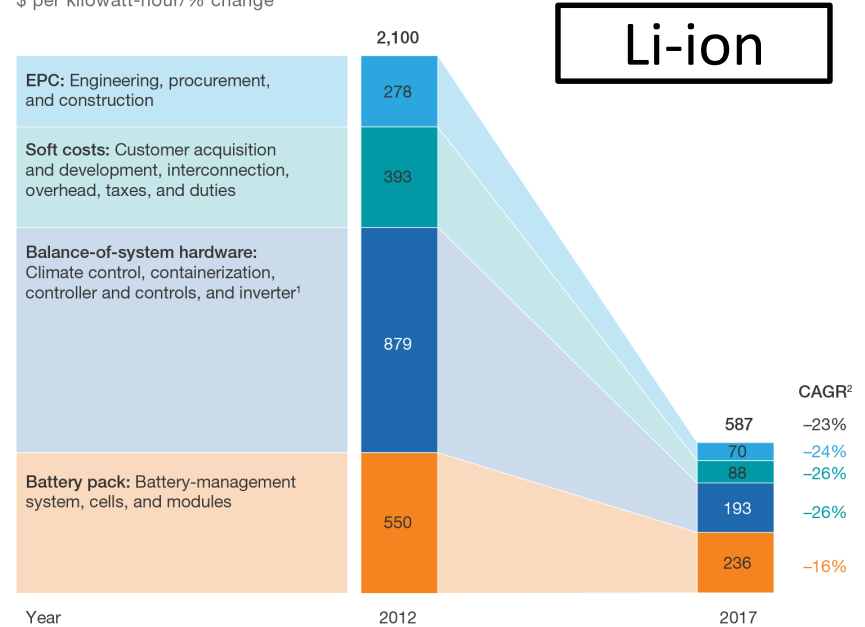 $ per kilowatt-hour/% change
Li-ion
2,100
EPC: Engineering, procurement,
and construction
278
Soft costs: Customer acquisition
and development, interconnection,
overhead, taxes, and duties
393
Balance-of-system hardware:
Climate control, containerization,
controller and controls, and inverter¹
879
Battery pack: Battery-management
system, cells, and modules
550
CAGR²
587 –23%
70 –24%
88 –26%
193 –26%
236 –16%
Year 2012 2017